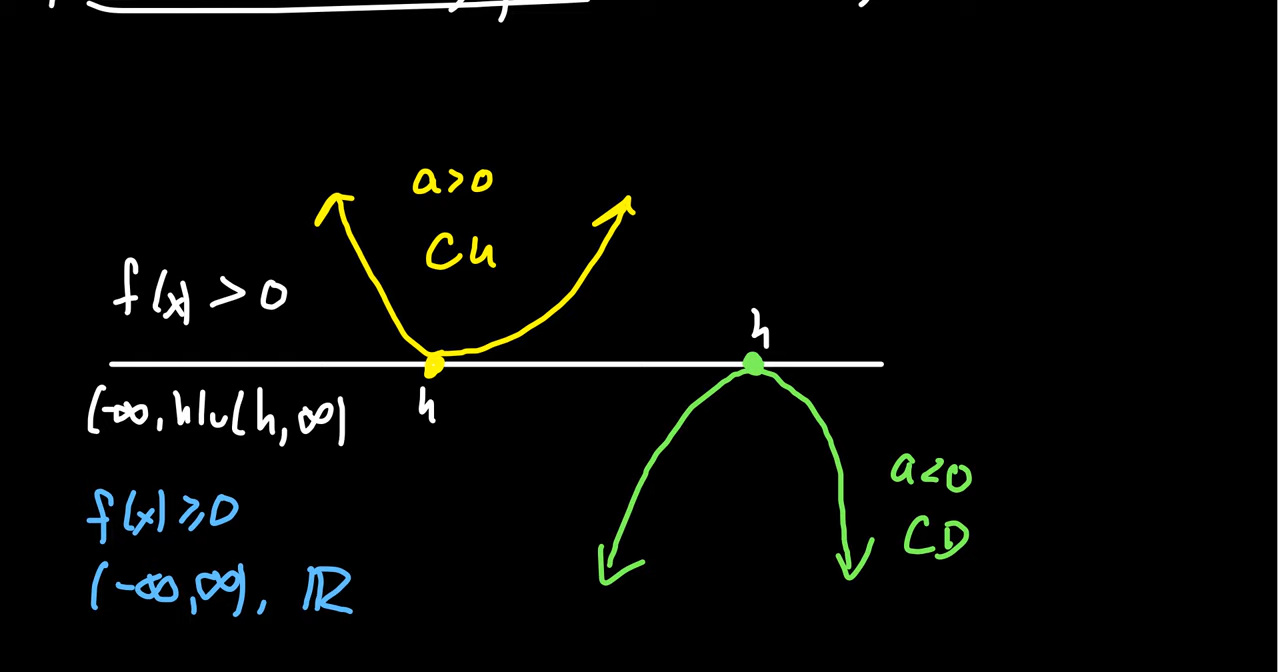 a>0
CU
f(x) > 0
h
(-∞, h)∪(h, ∞)
h
a<0
CD
f(x) ≥ 0
(-∞, ∞), ℝ